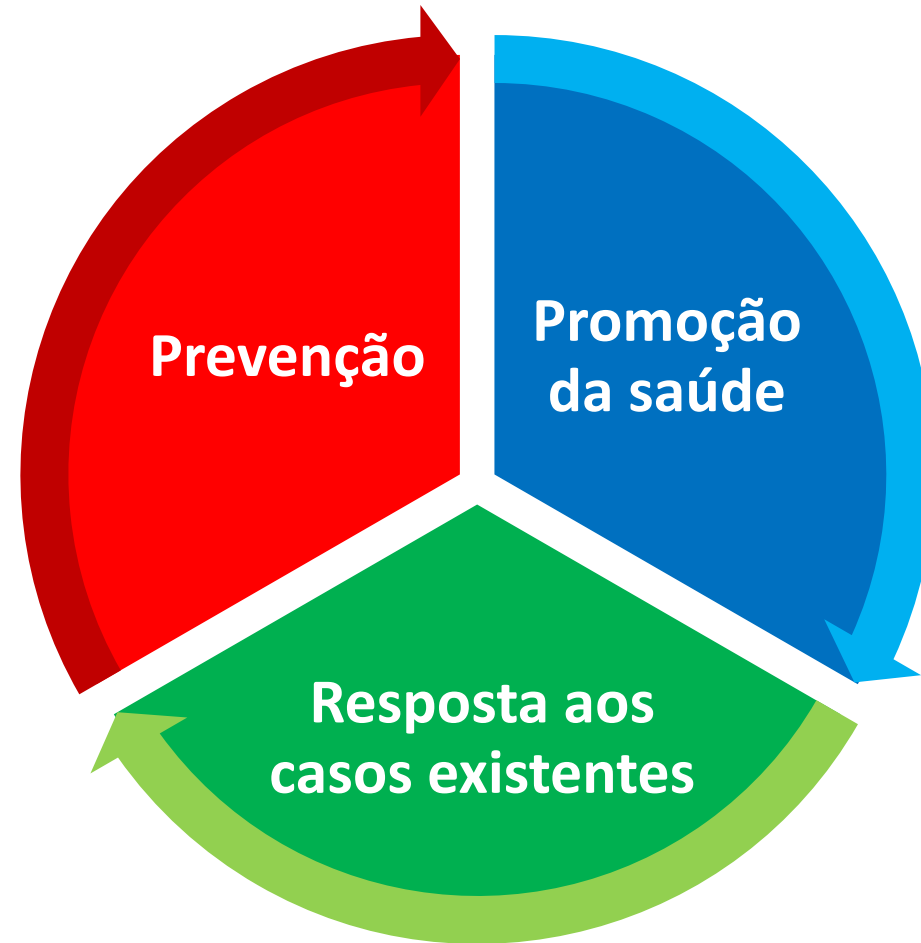 Prevenção
Promoção
da saúde
Resposta aos
casos existentes